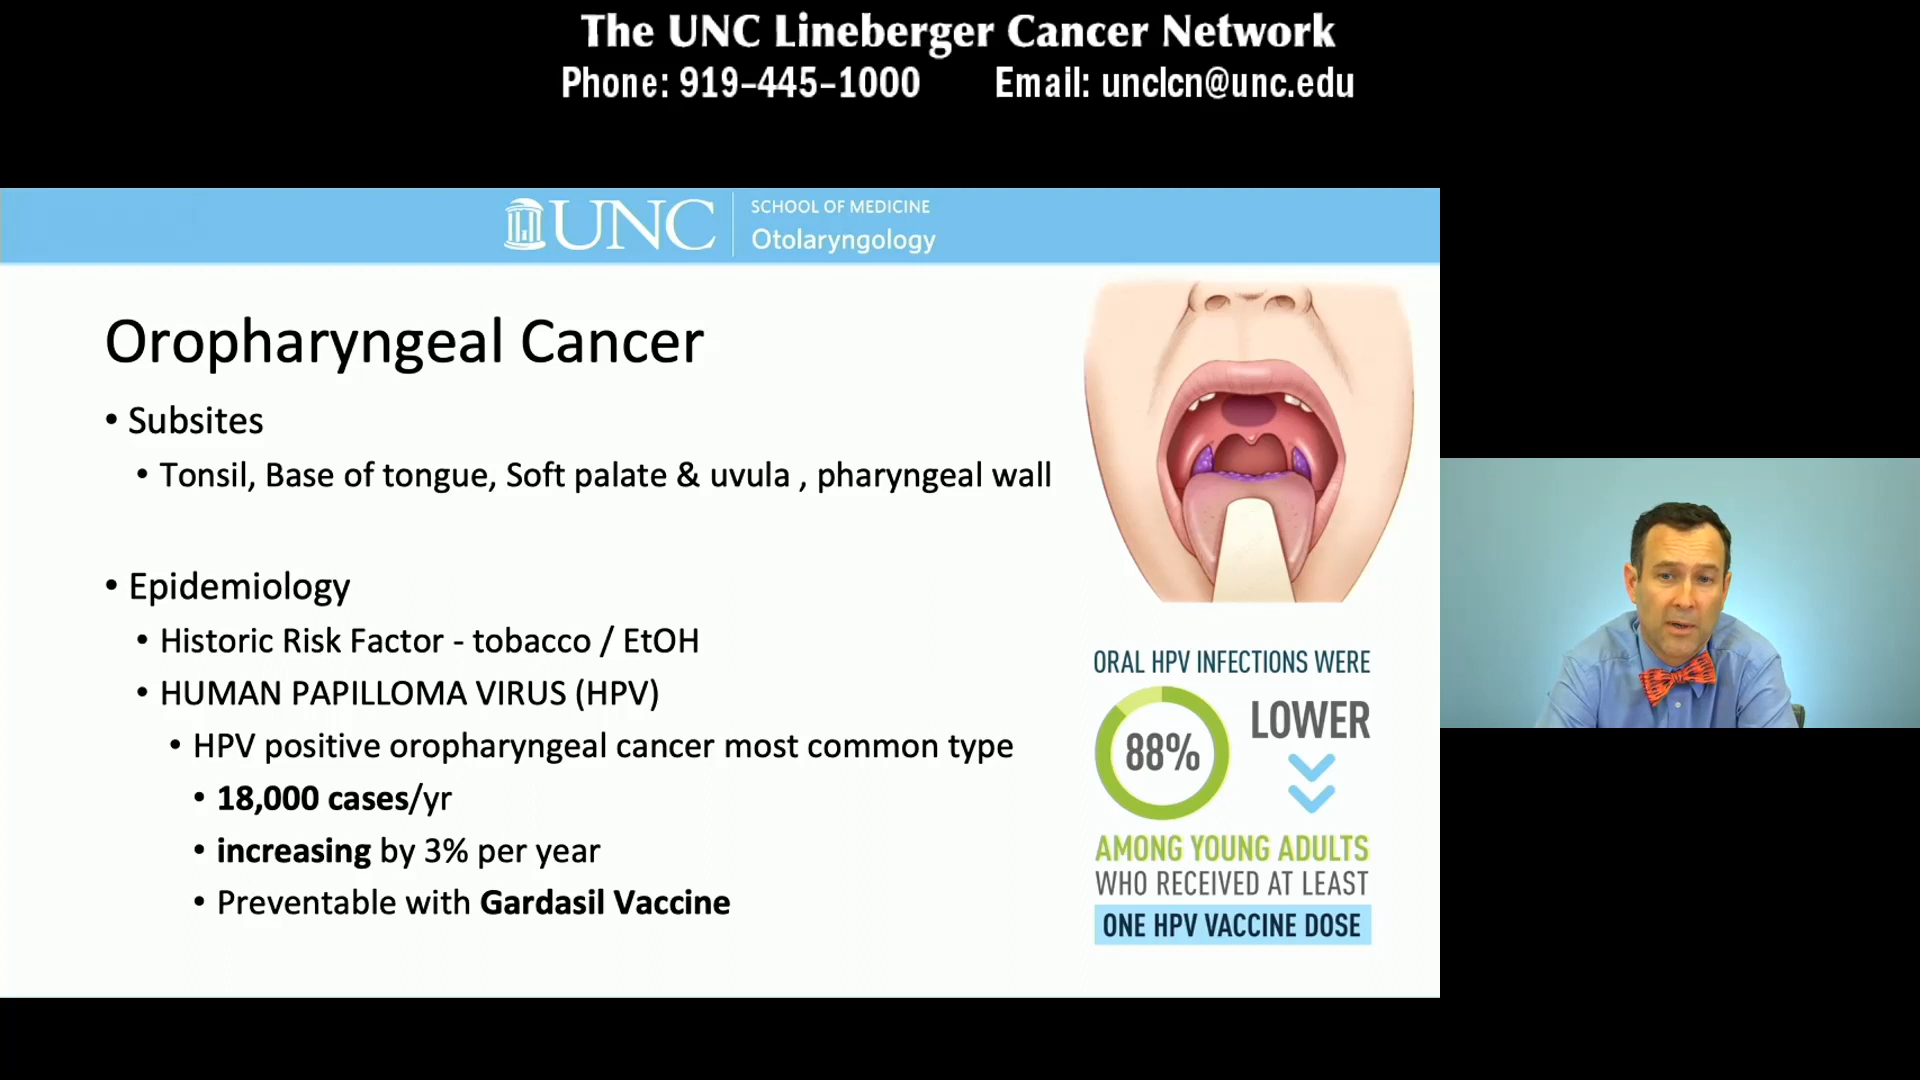 The UNC Lineberger Cancer Network
Phone: 919-445-1000 Email: unclcn@unc.edu
UNC
SCHOOL OF MEDICINE
Otolaryngology
Oropharyngeal Cancer
• Subsites
• Tonsil, Base of tongue, Soft palate & uvula , pharyngeal wall
• Epidemiology
• Historic Risk Factor - tobacco / EtOH
• HUMAN PAPILLOMA VIRUS (HPV)
• HPV positive oropharyngeal cancer most common type
• 18,000 cases/yr
• increasing by 3% per year
• Preventable with Gardasil Vaccine
ORAL HPV INFECTIONS WERE
88%
LOWER
AMONG YOUNG ADULTS
WHO RECEIVED AT LEAST
ONE HPV VACCINE DOSE